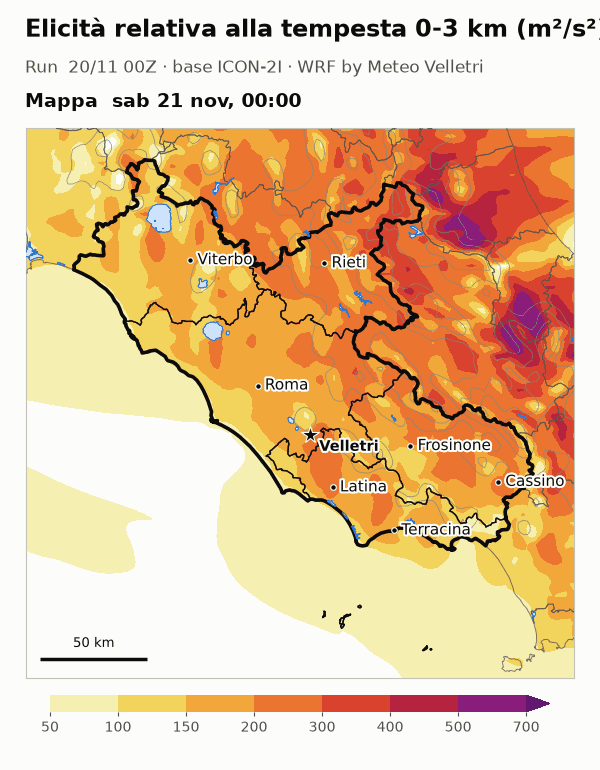 Elicità relativa alla tempesta 0-3 km (m²/s²)
Run 20/11 00Z · base ICON-2I · WRF by Meteo Velletri
Mappa sab 21 nov, 00:00
Viterbo
Rieti
Roma
Velletri
Frosinone
Cassino
Latina
Terracina
50 km
50 100 150 200 300 400 500 700